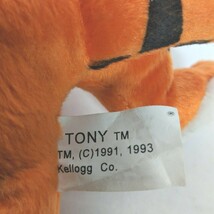 TONY TM
TM, (C)1991, 1993
Kellogg Co.